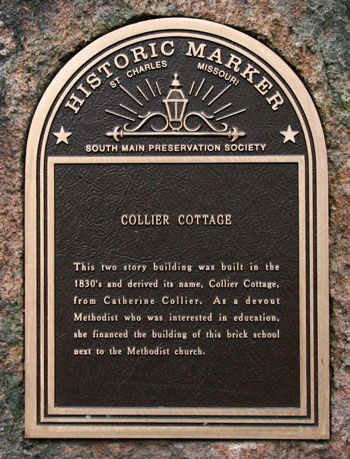 HISTORIC MARKER
ST CHARLES MISSOURI
SOUTH MAIN PRESERVATION SOCIETY
COLLIER COTTAGE
This two story building was built in the
1830's and derived its name, Collier Cottage,
from Catherine Collier. As a devout
Methodist who was interested in education,
she financed the building of this brick school
next to the Methodist church.